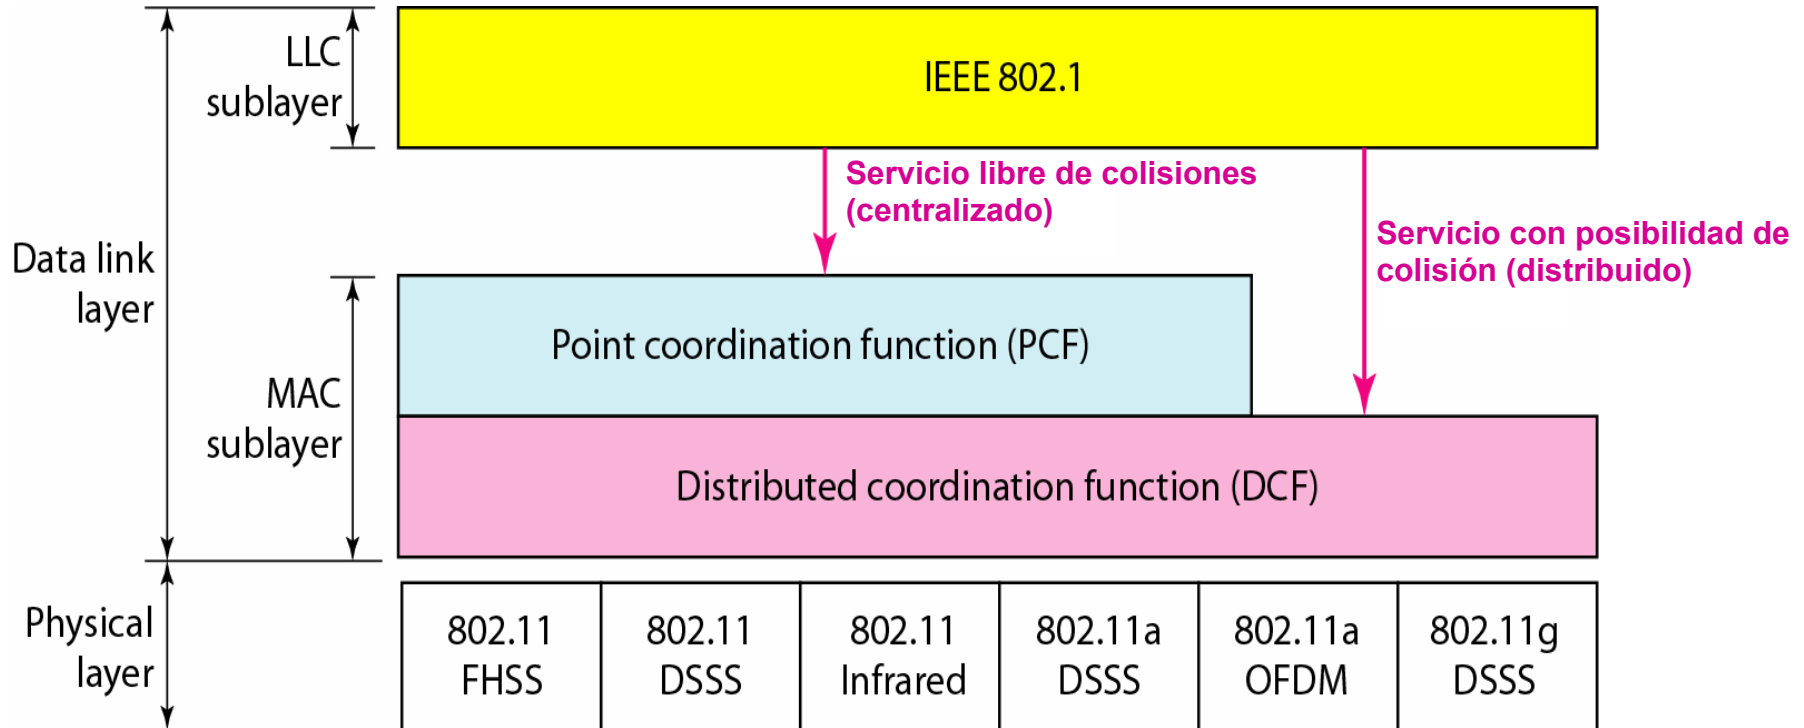 LLC
sublayer
IEEE 802.1
Servicio libre de colisiones
(centralizado)
Servicio con posibilidad de
colisión (distribuido)
Data link
layer
Point coordination function (PCF)
MAC
sublayer
Distributed coordination function (DCF)
Physical
layer
802.11
FHSS
802.11
DSSS
802.11
Infrared
802.11a
DSSS
802.11a
OFDM
802.11g
DSSS